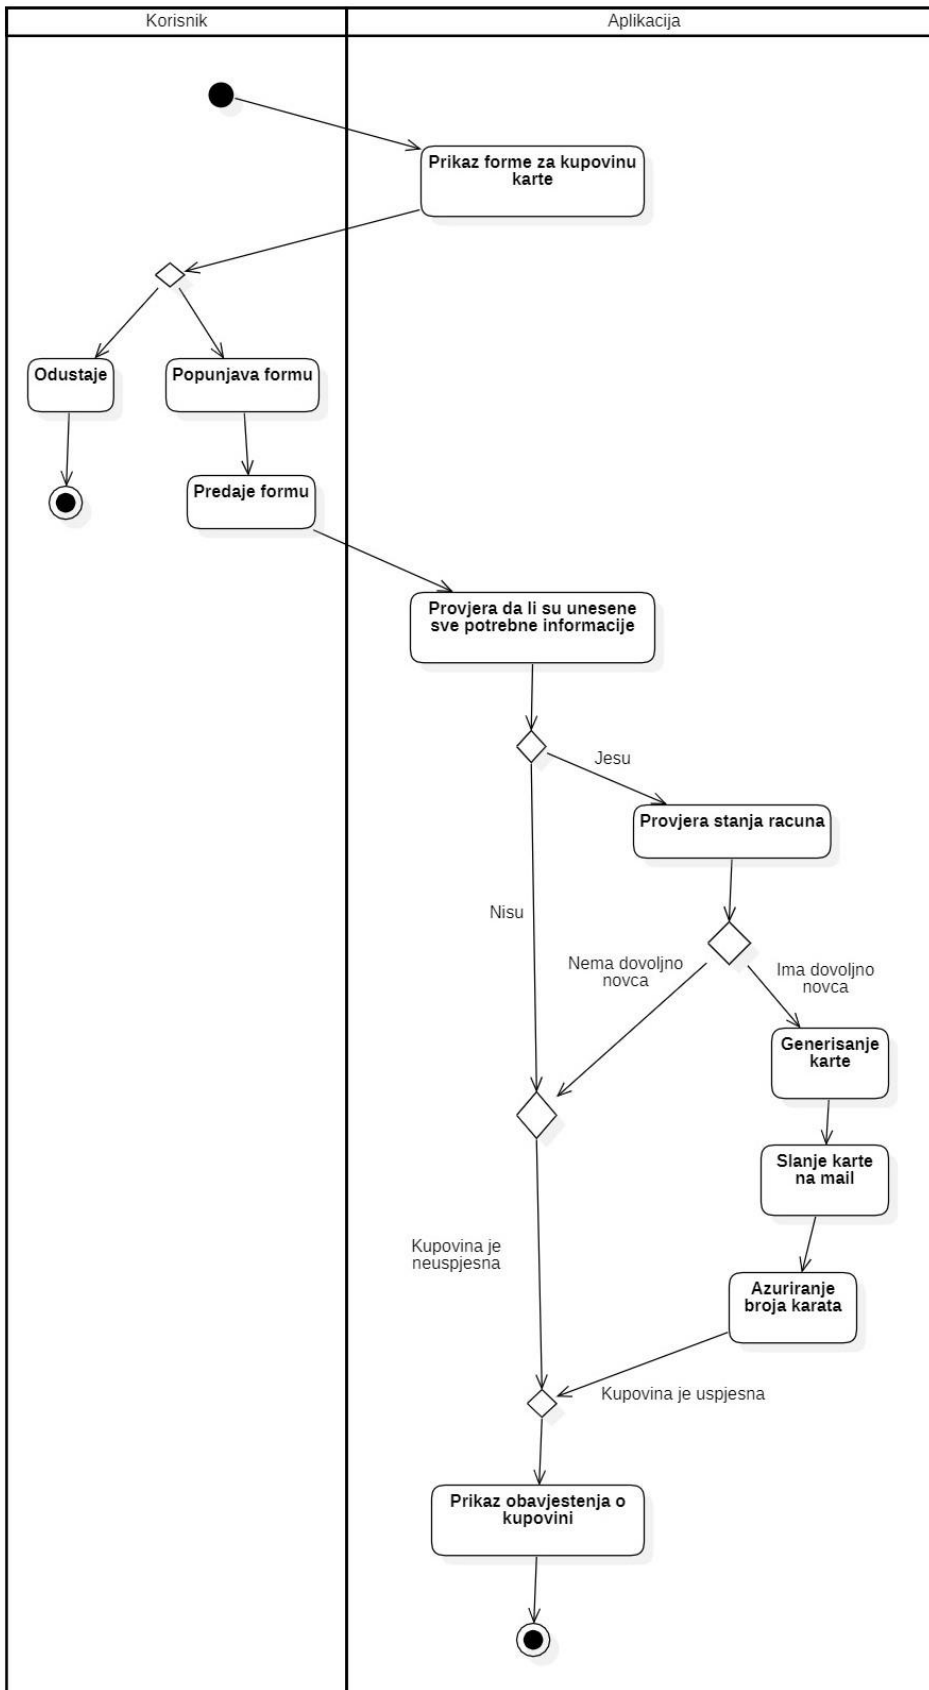 Korisnik
Aplikacija
Prikaz forme za kupovinu
karte
Odustaje
Popunjava formu
Predaje formu
Provjera da li su unesene
sve potrebne informacije
Jesu
Provjera stanja racuna
Nisu
Nema dovoljno
novca
Ima dovoljno
novca
Generisanje
karte
Slanje karte
na mail
Kupovina je
neuspjesna
Azuriranje
broja karata
Kupovina je uspjesna
Prikaz obavjestenja o
kupovini